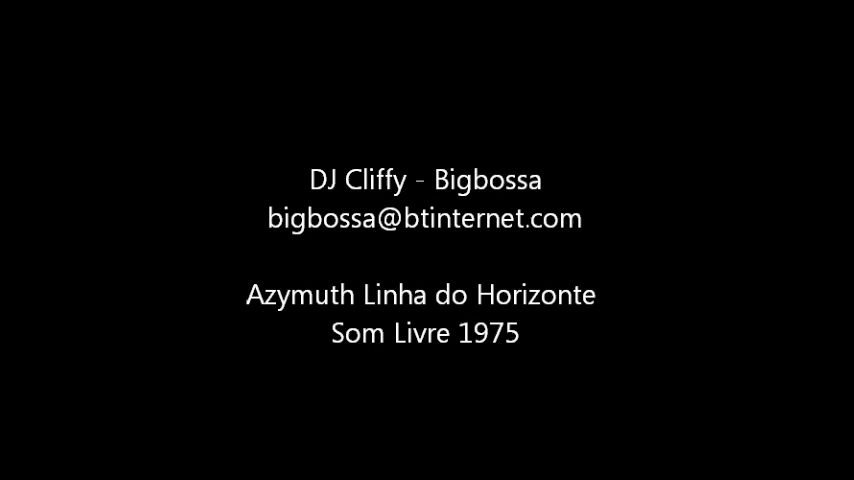 DJ Cliffy - Bigbossa
bigbossa@btinternet.com
Azymuth Linha do Horizonte
Som Livre 1975